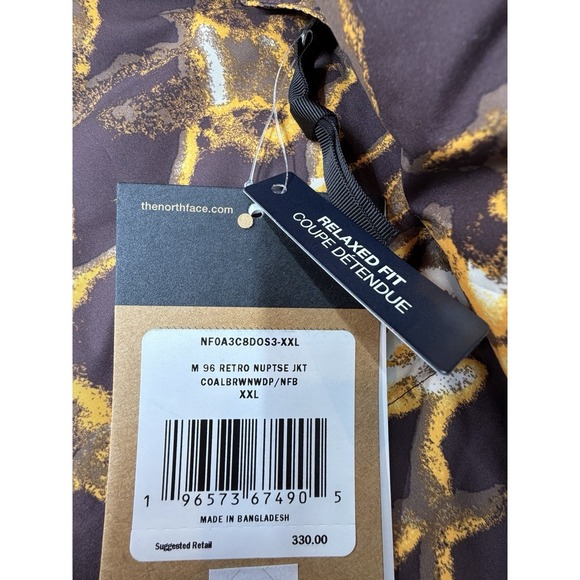 thenorthface.com
RELAXED FIT
COUPE DÉTENDUE
NF0A3C8DOS3-XXL
M 96 RETRO NUPTSE JKT
COALBRWNWDP/NFB
XXL
1 96573 67490 5
MADE IN BANGLADESH
Suggested Retail 330.00